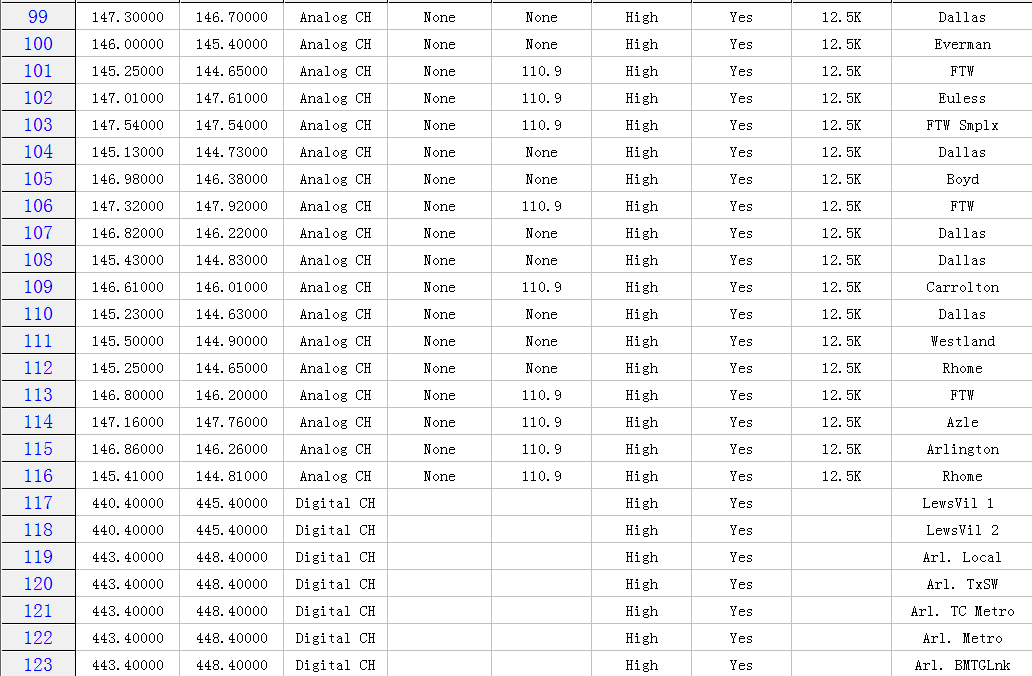 99 147.30000 146.70000 Analog CH None None High Yes 12.5K Dallas
100 146.00000 145.40000 Analog CH None None High Yes 12.5K Everman
101 145.25000 144.65000 Analog CH None 110.9 High Yes 12.5K FTW
102 147.01000 147.61000 Analog CH None 110.9 High Yes 12.5K Euless
103 147.54000 147.54000 Analog CH None 110.9 High Yes 12.5K FTW Smplx
104 145.13000 144.73000 Analog CH None None High Yes 12.5K Dallas
105 146.98000 146.38000 Analog CH None None High Yes 12.5K Boyd
106 147.32000 147.92000 Analog CH None 110.9 High Yes 12.5K FTW
107 146.82000 146.22000 Analog CH None None High Yes 12.5K Dallas
108 145.43000 144.83000 Analog CH None None High Yes 12.5K Dallas
109 146.61000 146.01000 Analog CH None 110.9 High Yes 12.5K Carrolton
110 145.23000 144.63000 Analog CH None None High Yes 12.5K Dallas
111 145.50000 144.90000 Analog CH None None High Yes 12.5K Westland
112 145.25000 144.65000 Analog CH None None High Yes 12.5K Rhome
113 146.80000 146.20000 Analog CH None 110.9 High Yes 12.5K FTW
114 147.16000 147.76000 Analog CH None 110.9 High Yes 12.5K Azle
115 146.86000 146.26000 Analog CH None 110.9 High Yes 12.5K Arlington
116 145.41000 144.81000 Analog CH None 110.9 High Yes 12.5K Rhome
117 440.40000 445.40000 Digital CH High Yes LewsVil 1
118 440.40000 445.40000 Digital CH High Yes LewsVil 2
119 443.40000 448.40000 Digital CH High Yes Arl. Local
120 443.40000 448.40000 Digital CH High Yes Arl. TxSW
121 443.40000 448.40000 Digital CH High Yes Arl. TC Metro
122 443.40000 448.40000 Digital CH High Yes Arl. Metro
123 443.40000 448.40000 Digital CH High Yes Arl. BMTGLnk